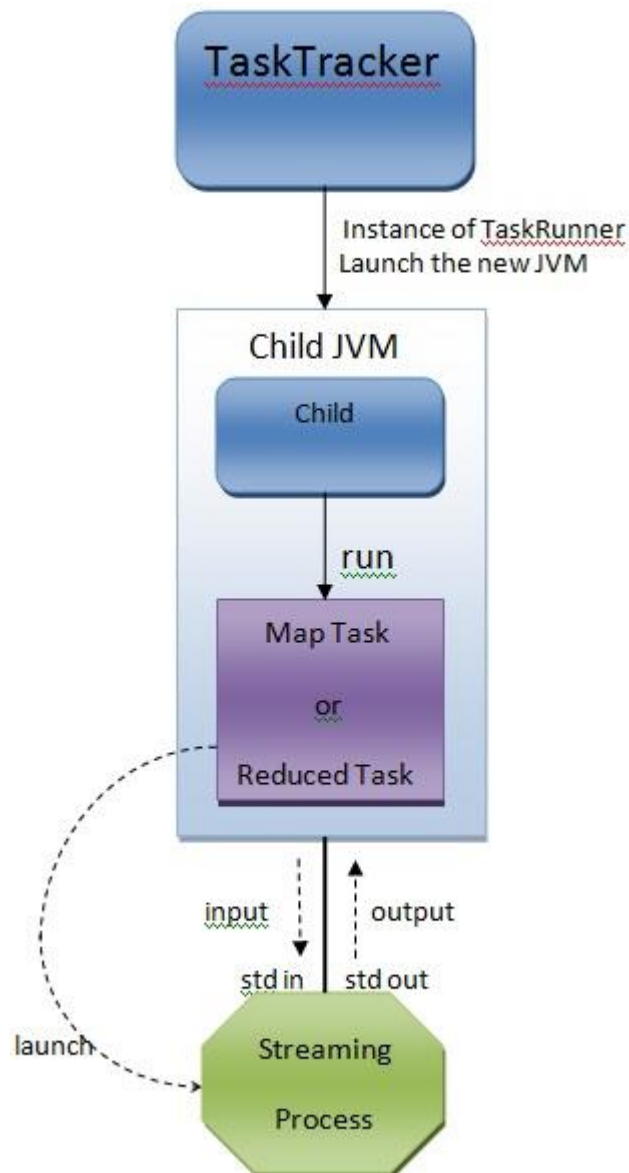 TaskTracker
Instance of TaskRunner
Launch the new JVM
Child JVM
Child
run
Map Task
or
Reduced Task
input
output
std in
std out
launch
Streaming
Process